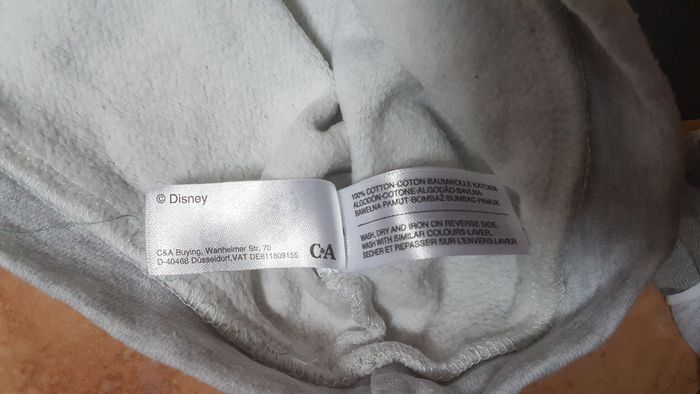 © Disney
C&A Buying, Wanheimer Str. 70
D-40468 Düsseldorf,VAT DE811809155
C&A
100% COTTON-COTON-BAUMWOLLE-KATOEN
ALGODÓN-COTONE-ALGODÃO-BAVLNA-
BAWEŁNA-PAMUT-BOMBAŽ-BUMBAC-PAMUK
WASH, DRY AND IRON ON REVERSE SIDE.
WASH WITH SIMILAR COLOURS-LAVER,
SECHER ET REPASSER SUR L'ENVERS.LAVER